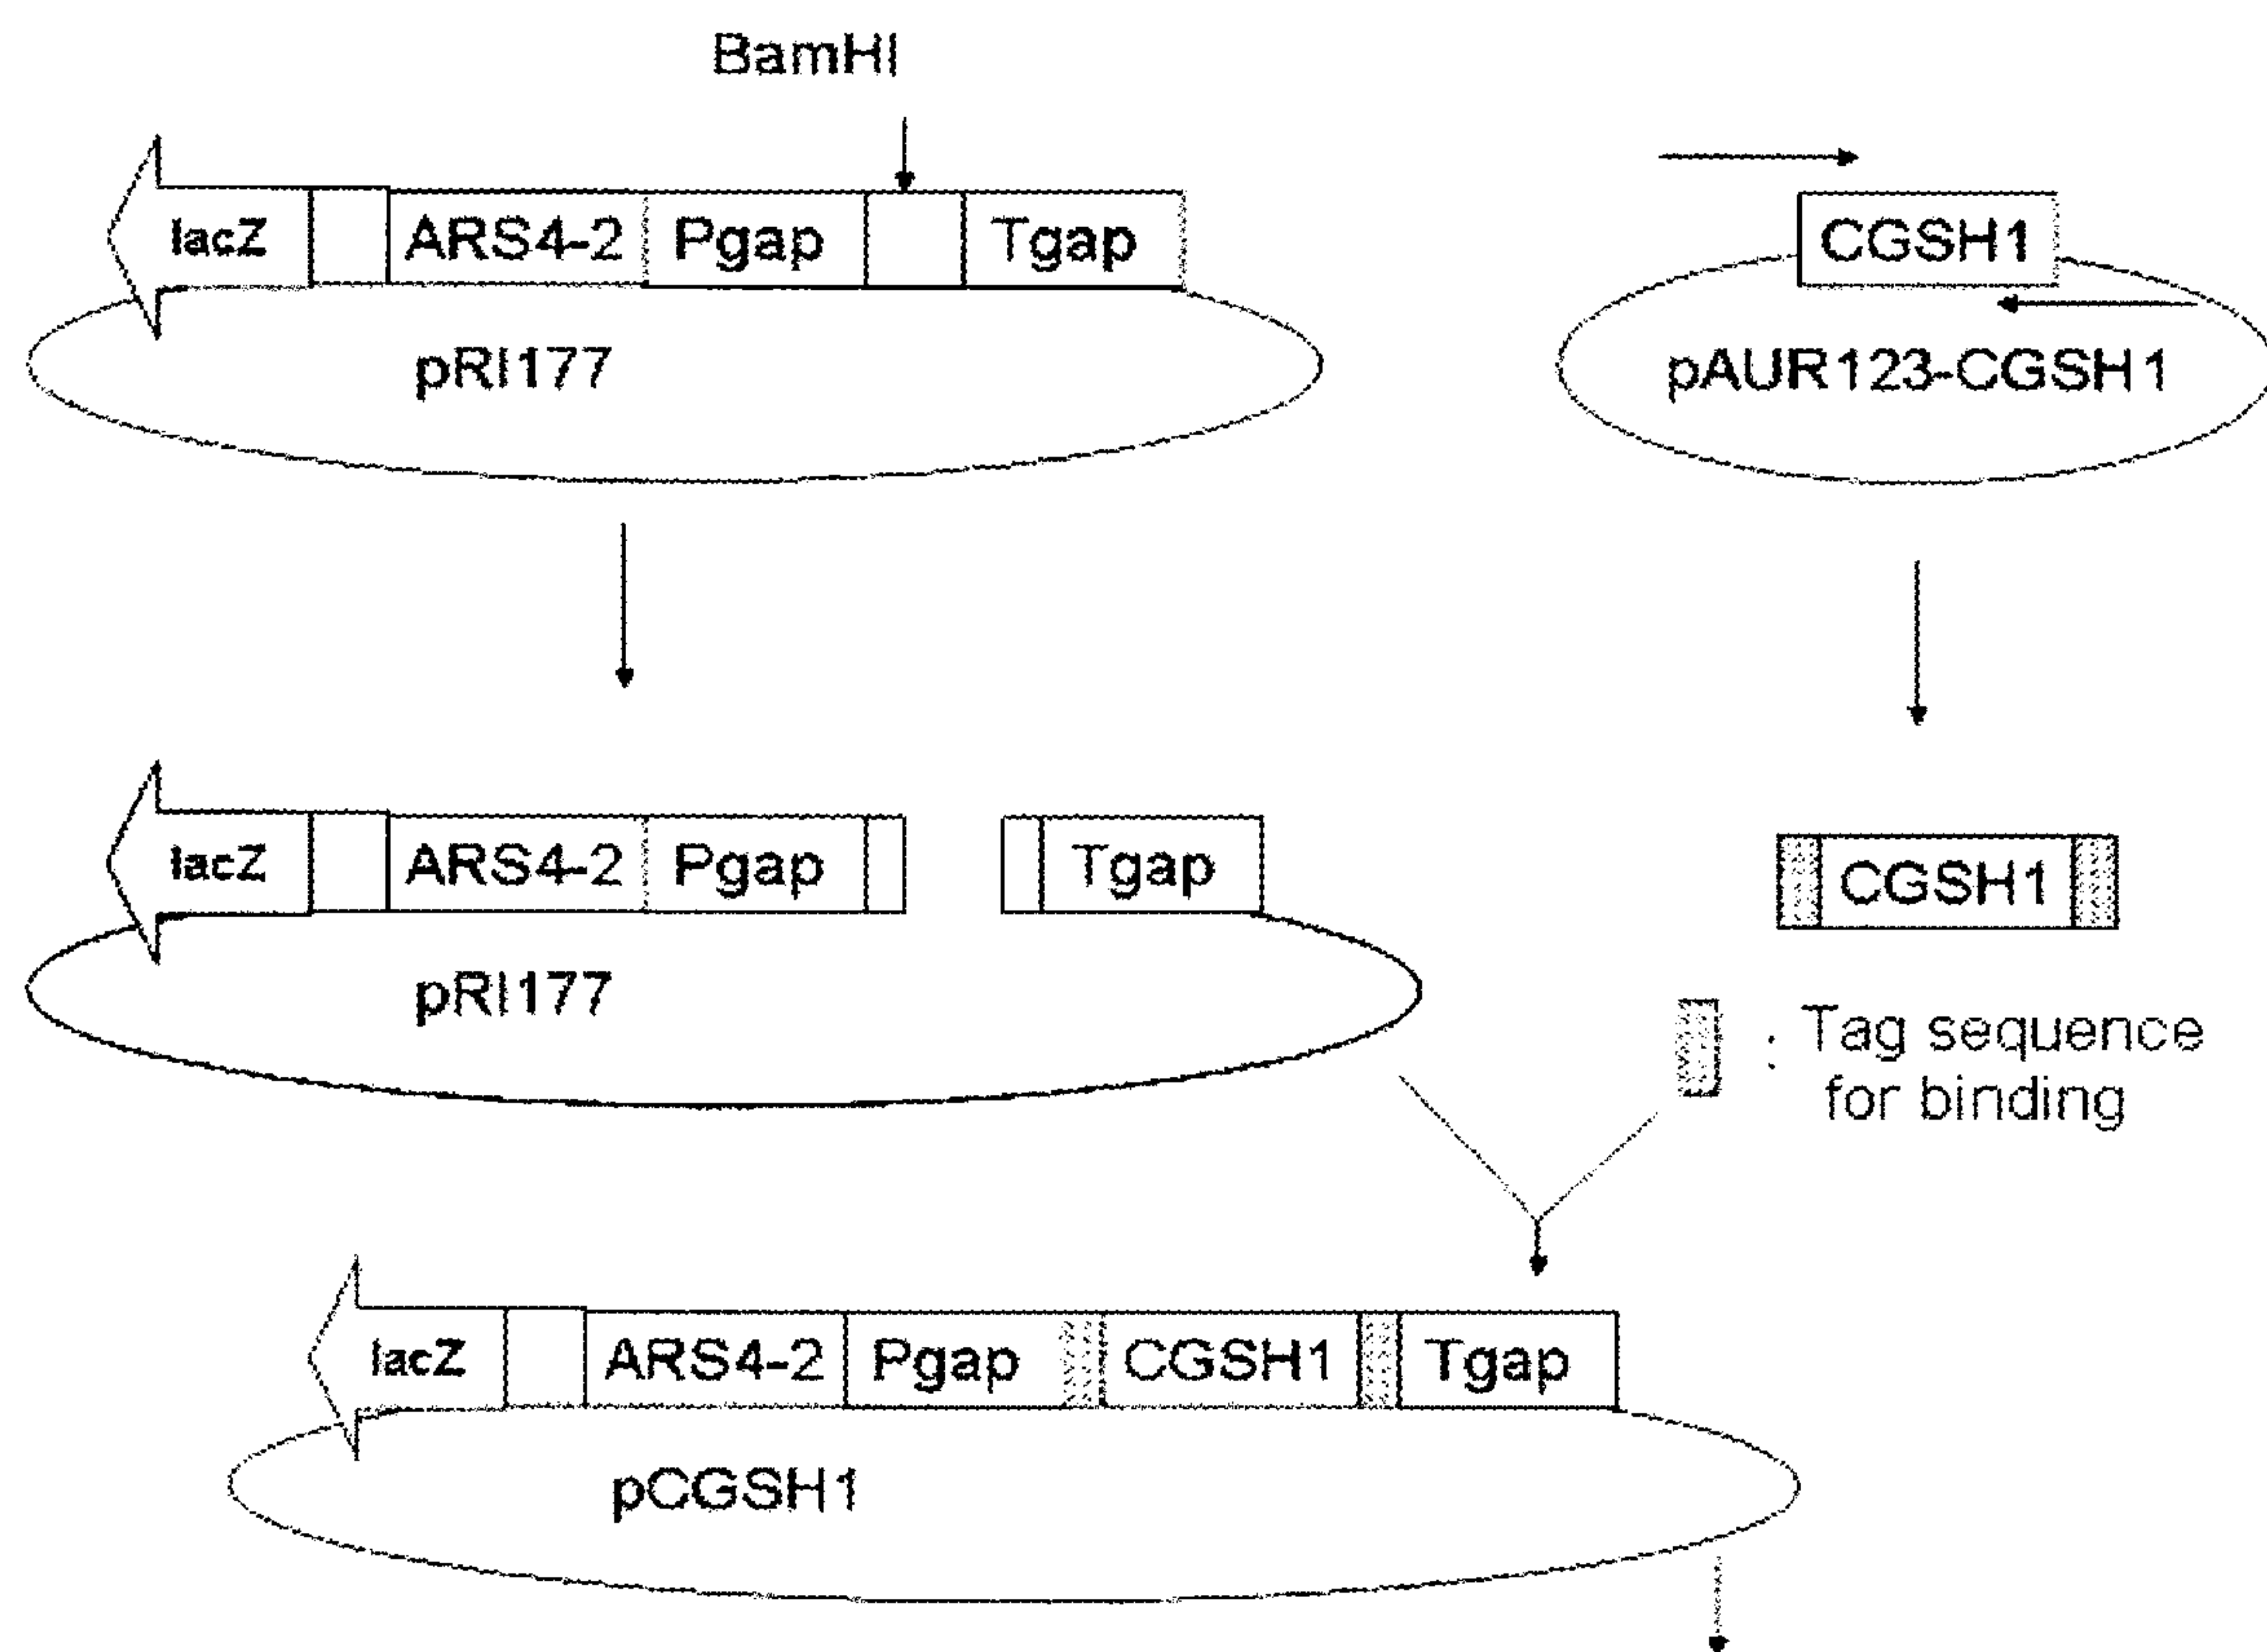 BamHI
lacZ ARS4-2 Pgap Tgap
CGSH1
pRI177
pAUR123-CGSH1
lacZ ARS4-2 Pgap Tgap
CGSH1
pRI177
: Tag sequence
for binding
lacZ ARS4-2 Pgap CGSH1 Tgap
pCGSH1